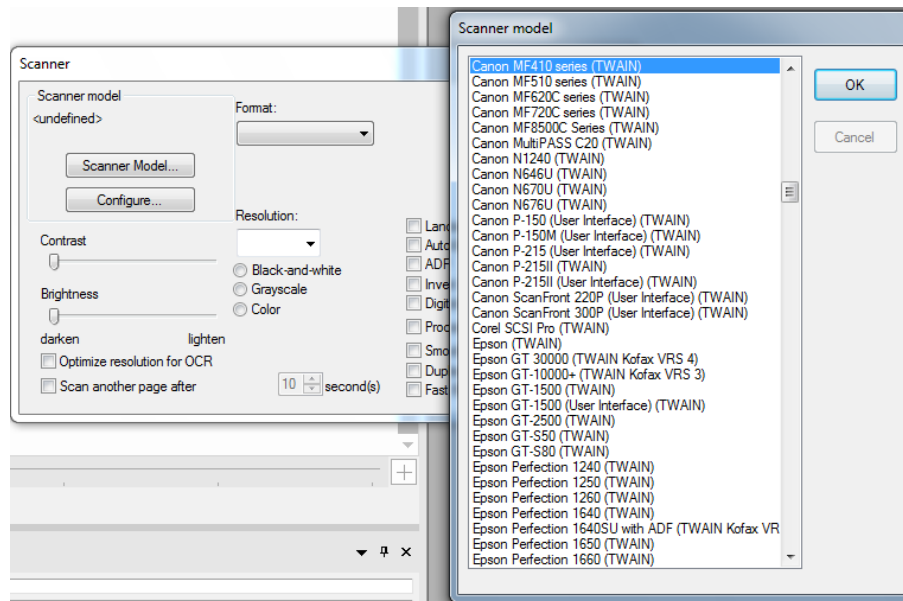 Scanner
Scanner model
<undefined>
Scanner Model...
Configure...
Format:
Resolution:
Black-and-white
Grayscale
Color
Contrast
Brightness
darken lighten
Optimize resolution for OCR
Scan another page after 10 second(s)
ADF
Fast
Scanner model
Canon MF410 series (TWAIN)
Canon MF510 series (TWAIN)
Canon MF620C series (TWAIN)
Canon MF720C series (TWAIN)
Canon MF8500C Series (TWAIN)
Canon MultiPASS C20 (TWAIN)
Canon N1240 (TWAIN)
Canon N646U (TWAIN)
Canon N670U (TWAIN)
Canon N676U (TWAIN)
Canon P-150 (User Interface) (TWAIN)
Canon P-150M (User Interface) (TWAIN)
Canon P-215 (User Interface) (TWAIN)
Canon P-215II (TWAIN)
Canon P-215II (User Interface) (TWAIN)
Canon ScanFront 220P (User Interface) (TWAIN)
Canon ScanFront 300P (User Interface) (TWAIN)
Corel SCSI Pro (TWAIN)
Epson (TWAIN)
Epson GT 30000 (TWAIN Kofax VRS 4)
Epson GT-10000+ (TWAIN Kofax VRS 3)
Epson GT-1500 (TWAIN)
Epson GT-1500 (User Interface) (TWAIN)
Epson GT-2500 (TWAIN)
Epson GT-S50 (TWAIN)
Epson GT-S80 (TWAIN)
Epson Perfection 1240 (TWAIN)
Epson Perfection 1250 (TWAIN)
Epson Perfection 1260 (TWAIN)
Epson Perfection 1640 (TWAIN)
Epson Perfection 1640SU with ADF (TWAIN Kofax VR
Epson Perfection 1650 (TWAIN)
Epson Perfection 1660 (TWAIN)
OK
Cancel